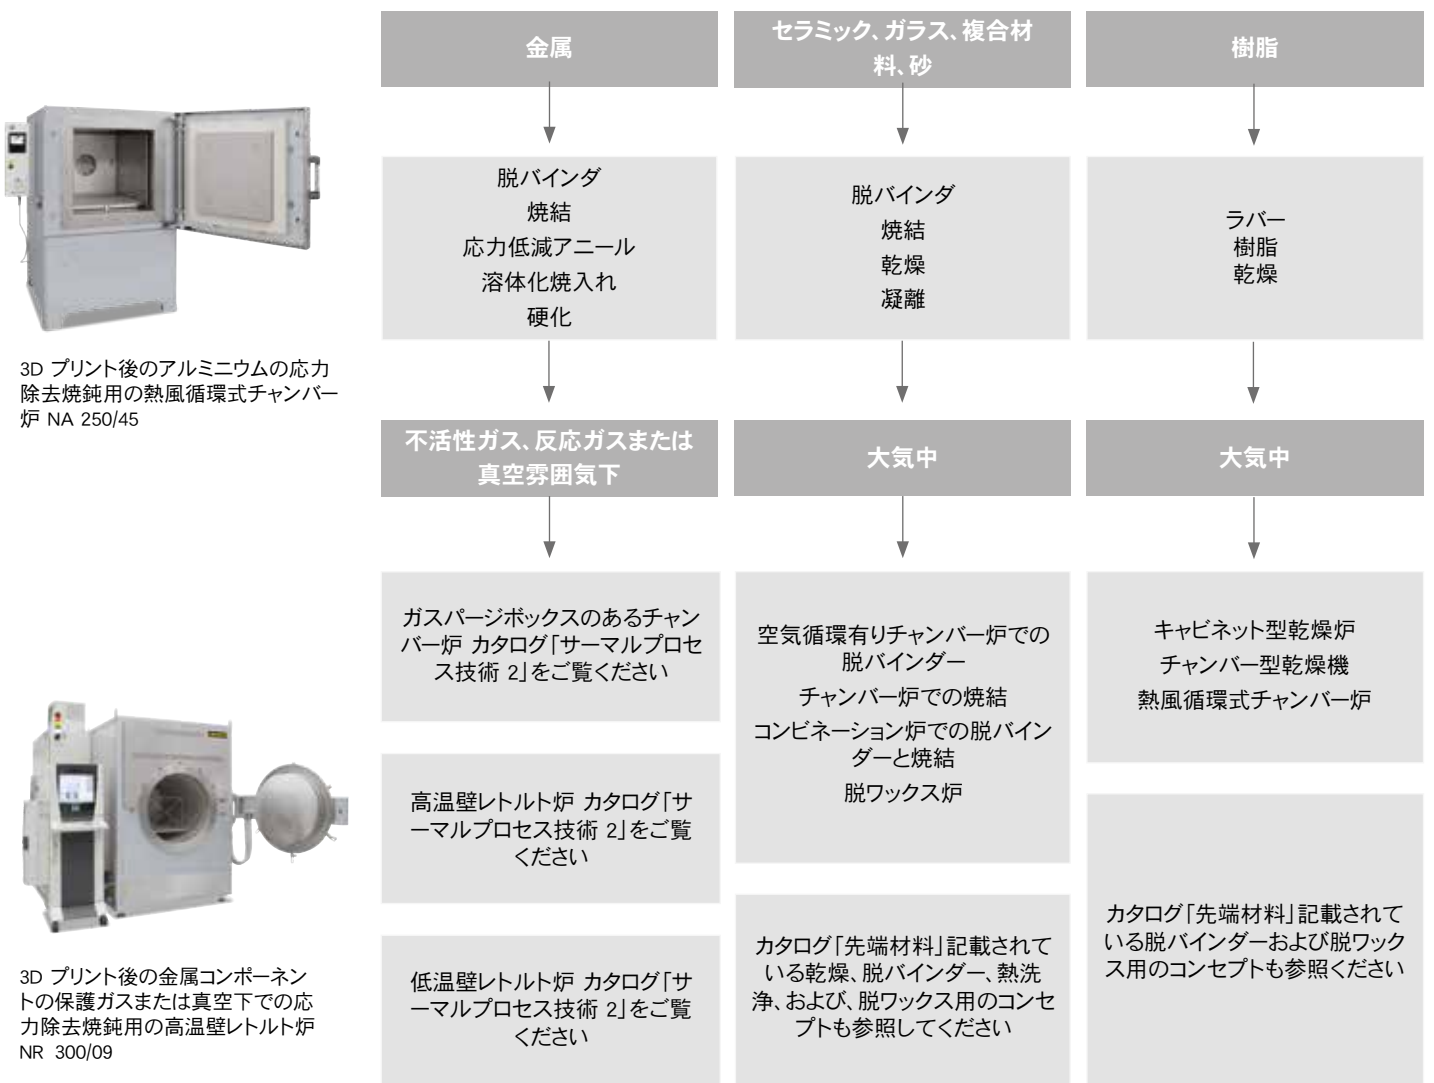 金属
セラミック、ガラス、複合材
料、砂
樹脂
脱バインダ
焼結
応力低減アニール
溶体化焼入れ
硬化
脱バインダ
焼結
乾燥
凝離
ラバー
樹脂
乾燥
3D プリント後のアルミニウムの応力
除去焼鈍用の熱風循環式チャンバー
炉 NA 250/45
不活性ガス、反応ガスまたは
真空雰囲気下
大気中
大気中
ガスパージボックスのあるチャン
バー炉 カタログ「サーマルプロセ
ス技術 2」をご覧ください
高温壁レトルト炉 カタログ「サ
ーマルプロセス技術 2」をご覧
ください
低温壁レトルト炉 カタログ「サ
ーマルプロセス技術 2」をご覧
ください
空気循環有りチャンバー炉での
脱バインダー
チャンバー炉での焼結
コンビネーション炉での脱バイン
ダーと焼結
脱ワックス炉
カタログ「先端材料」記載されて
いる乾燥、脱バインダー、熱洗
浄、および、脱ワックス用のコンセ
プトも参照してください
キャビネット型乾燥炉
チャンバー型乾燥機
熱風循環式チャンバー炉
カタログ「先端材料」記載されて
いる脱バインダーおよび脱ワック
ス用のコンセプトも参照ください
3D プリント後の金属コンポーネン
トの保護ガスまたは真空下での応
力除去焼鈍用の高温壁レトルト炉
NR 300/09